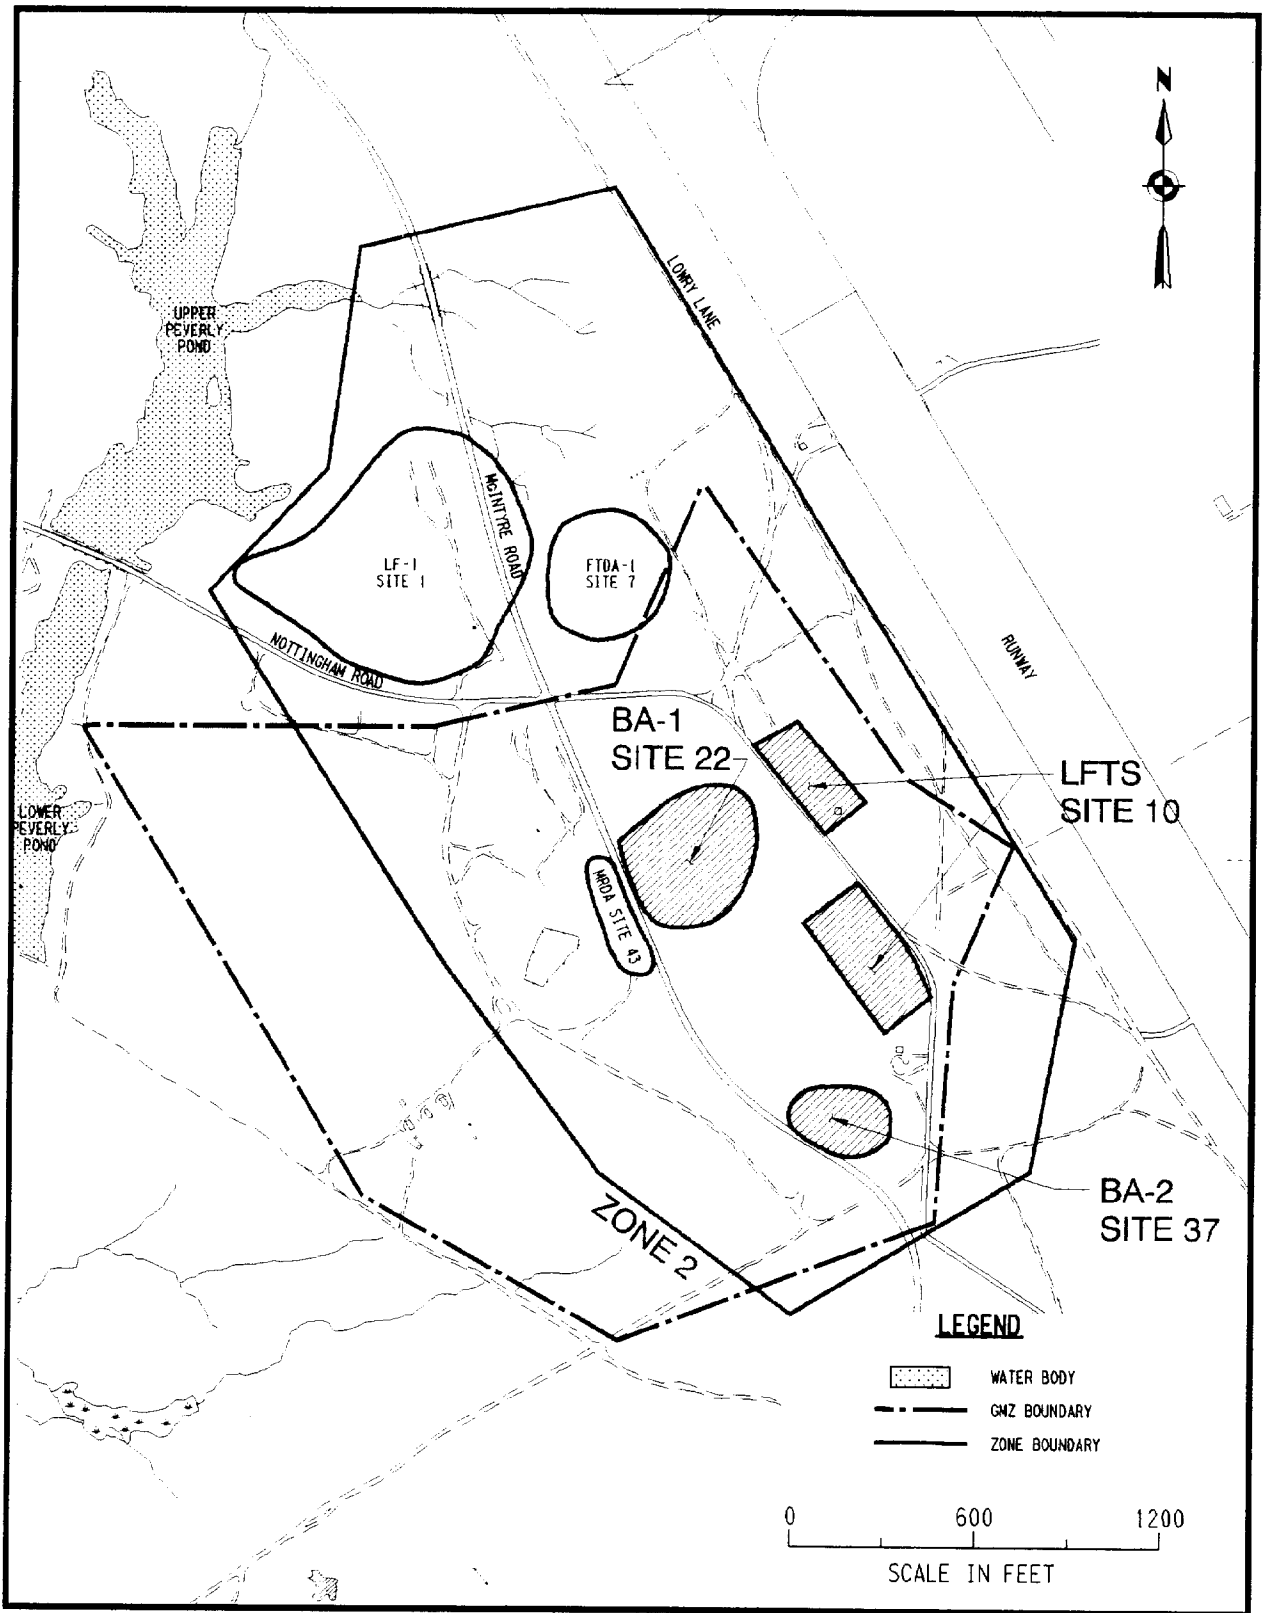 N
LOWRY LANE
UPPER
PEVERLY
POND
McINTYRE ROAD
LF-1
SITE 1
FTDA-1
SITE 7
RUNWAY
NOTTINGHAM ROAD
BA-1
SITE 22
LFTS
SITE 10
LOWER
PEVERLY
POND
MRDA SITE 43
BA-2
SITE 37
ZONE 2
LEGEND
WATER BODY
GMZ BOUNDARY
ZONE BOUNDARY
0 600 1200
SCALE IN FEET